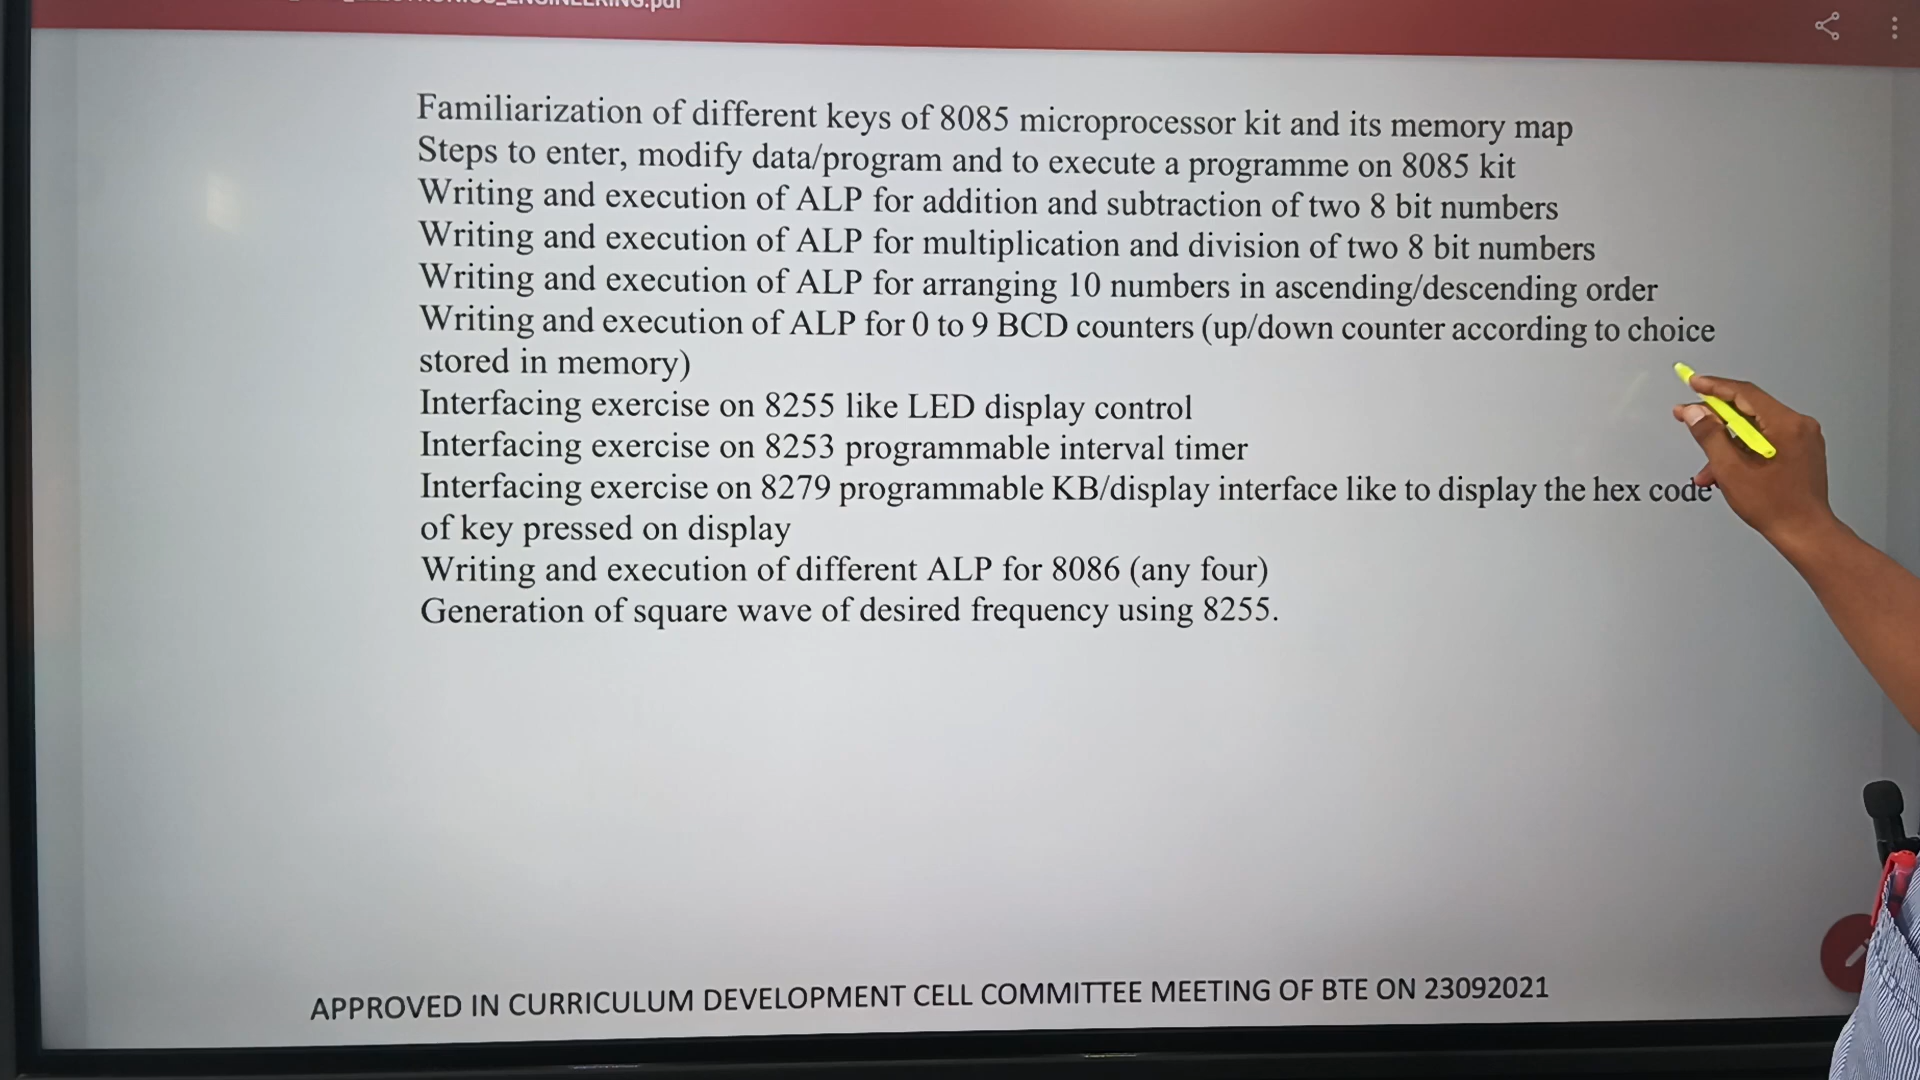 ENGINEERING.pdf
Familiarization of different keys of 8085 microprocessor kit and its memory map
Steps to enter, modify data/program and to execute a programme on 8085 kit
Writing and execution of ALP for addition and subtraction of two 8 bit numbers
Writing and execution of ALP for multiplication and division of two 8 bit numbers
Writing and execution of ALP for arranging 10 numbers in ascending/descending order
Writing and execution of ALP for 0 to 9 BCD counters (up/down counter according to choice
stored in memory)
Interfacing exercise on 8255 like LED display control
Interfacing exercise on 8253 programmable interval timer
Interfacing exercise on 8279 programmable KB/display interface like to display the hex code
of key pressed on display
Writing and execution of different ALP for 8086 (any four)
Generation of square wave of desired frequency using 8255.
APPROVED IN CURRICULUM DEVELOPMENT CELL COMMITTEE MEETING OF BTE ON 23092021